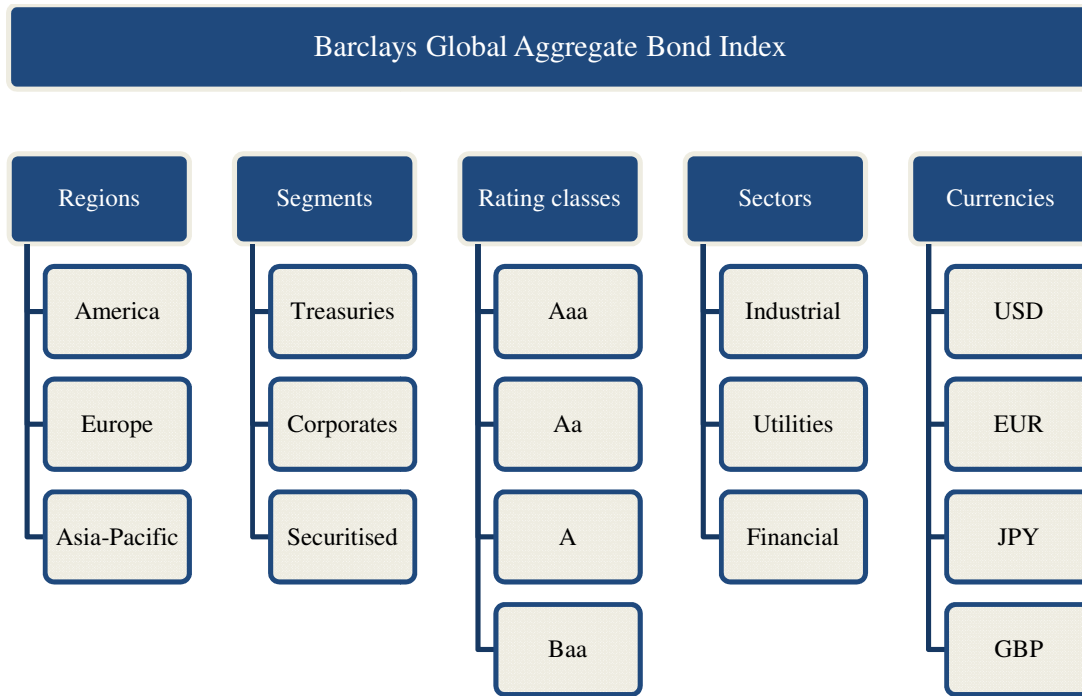 Barclays Global Aggregate Bond Index
Regions
America
Europe
Asia-Pacific
Segments
Treasuries
Corporates
Securitised
Rating classes
Aaa
Aa
A
Baa
Sectors
Industrial
Utilities
Financial
Currencies
USD
EUR
JPY
GBP